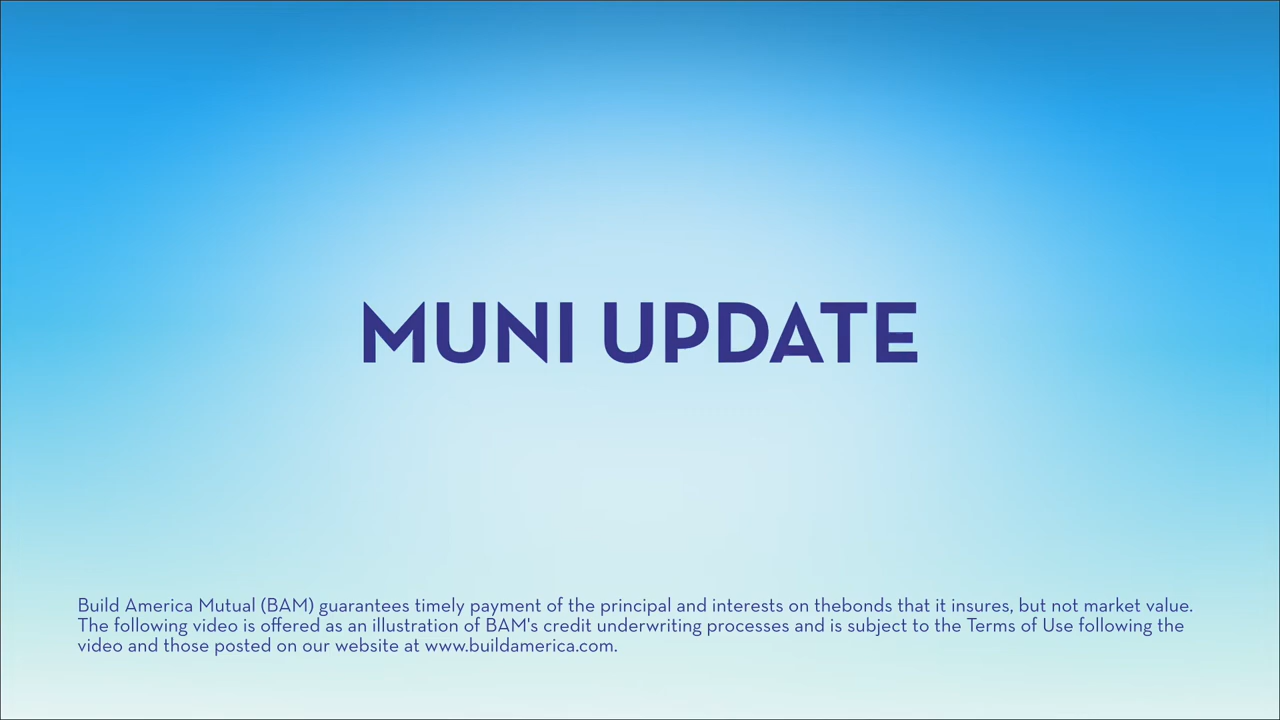 MUNI UPDATE
Build America Mutual (BAM) guarantees timely payment of the principal and interests on thebonds that it insures, but not market value.
The following video is offered as an illustration of BAM's credit underwriting processes and is subject to the Terms of Use following the
video and those posted on our website at www.buildamerica.com.